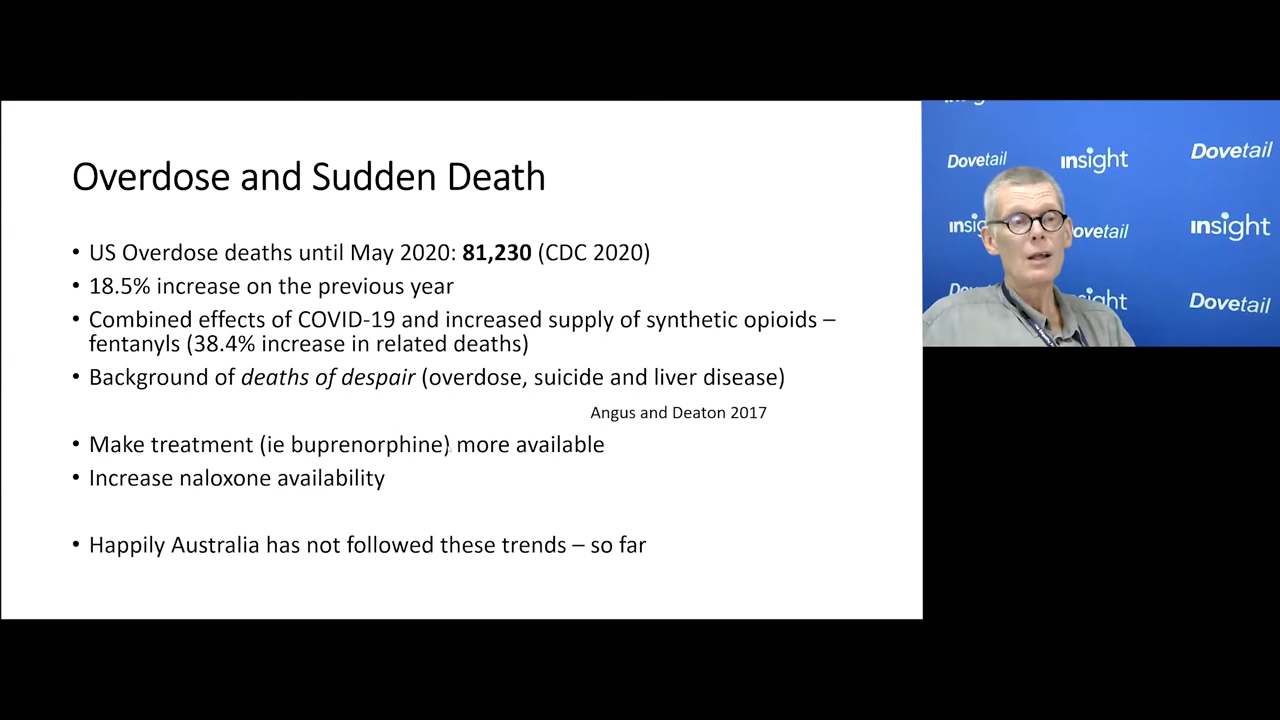 Overdose and Sudden Death
• US Overdose deaths until May 2020: 81,230 (CDC 2020)
• 18.5% increase on the previous year
• Combined effects of COVID-19 and increased supply of synthetic opioids –
fentanyls (38.4% increase in related deaths)
• Background of deaths of despair (overdose, suicide and liver disease)
Angus and Deaton 2017
• Make treatment (ie buprenorphine) more available
• Increase naloxone availability
• Happily Australia has not followed these trends – so far
Dovetail insight Dovetail
insight
Dovetail